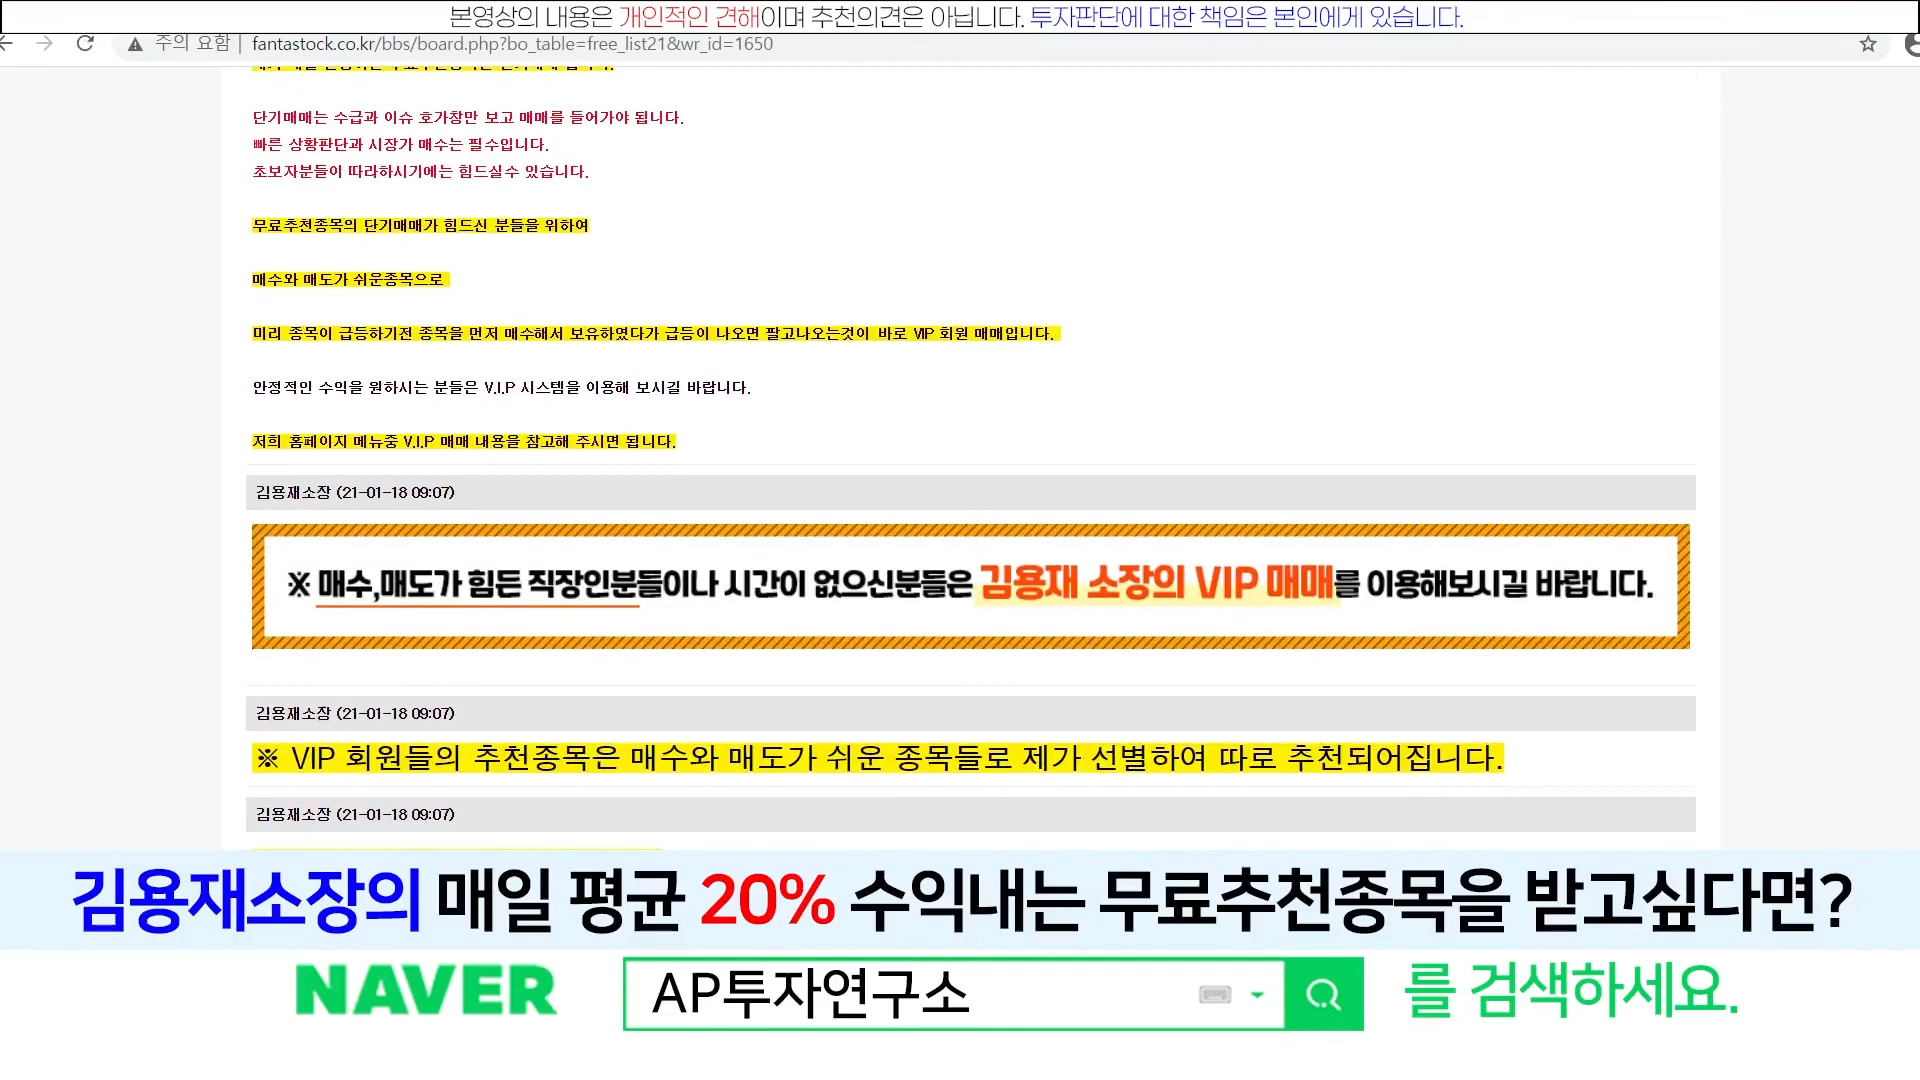 본영상의 내용은 개인적인 견해이며 추천의견은 아닙니다. 투자판단에 대한 책임은 본인에게 있습니다.
주의 요함 | fantastock.co.kr/bbs/board.php?bo_table=free_list21&wr_id=1650
단기매매는 수급과 이슈 호가창만 보고 매매를 들어가야 됩니다.
빠른 상황판단과 시장가 매수는 필수입니다.
초보자분들이 따라하시기에는 힘드실수 있습니다.
무료추천종목의 단기매매가 힘드신 분들을 위하여
매수와 매도가 쉬운종목으로
미리 종목이 급등하기전 종목을 먼저 매수해서 보유하였다가 급등이 나오면 팔고나오는것이 바로 VIP 회원 매매입니다.
안정적인 수익을 원하시는 분들은 V.I.P 시스템을 이용해 보시길 바랍니다.
저희 홈페이지 메뉴중 V.I.P 매매 내용을 참고해 주시면 됩니다.
김용재소장 (21-01-18 09:07)
※ 매수,매도가 힘든 직장인분들이나 시간이 없으신분들은 김용재 소장의 VIP 매매를 이용해보시길 바랍니다.
김용재소장 (21-01-18 09:07)
※ VIP 회원들의 추천종목은 매수와 매도가 쉬운 종목들로 제가 선별하여 따로 추천되어집니다.
김용재소장 (21-01-18 09:07)
김용재소장의 매일 평균 20% 수익내는 무료추천종목을 받고싶다면?
NAVER AP투자연구소 를 검색하세요.